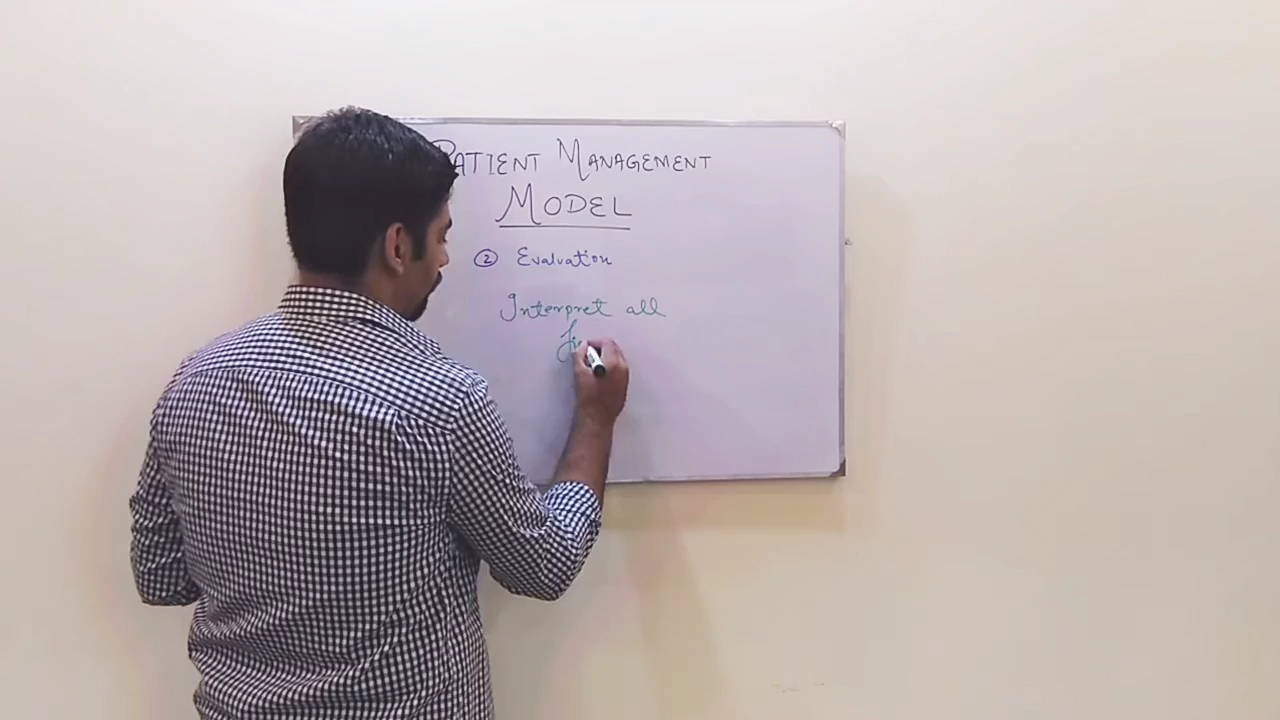 PATIENT MANAGEMENT
MODEL
② Evaluation
Interpret all